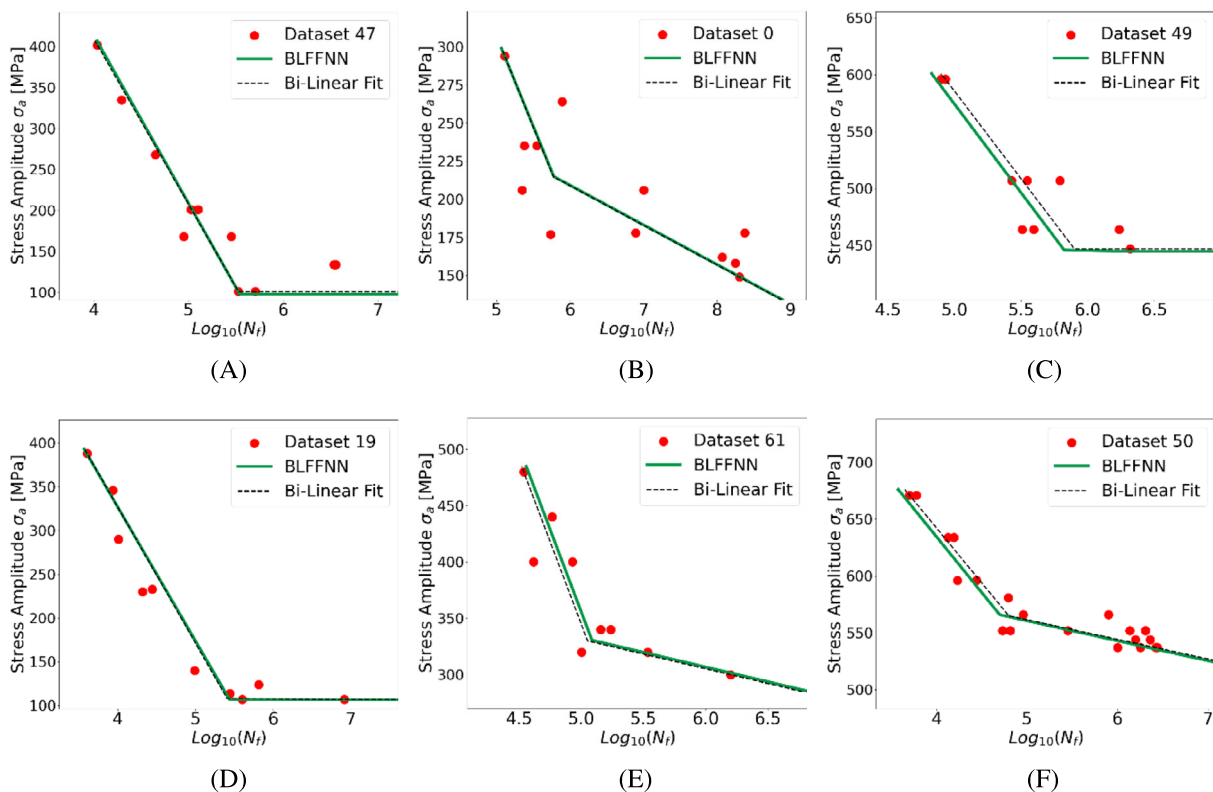 Dataset 47
BLFFNN
Bi-Linear Fit
Stress Amplitude σa [MPa]
400
350
300
250
200
150
100
4 5 6 7
Log10(Nf)
(A)
Dataset 0
BLFFNN
Bi-Linear Fit
Stress Amplitude σa [MPa]
300
275
250
225
200
175
150
5 6 7 8 9
Log10(Nf)
(B)
Dataset 49
BLFFNN
Bi-Linear Fit
Stress Amplitude σa [MPa]
650
600
550
500
450
4.5 5.0 5.5 6.0 6.5
Log10(Nf)
(C)
Dataset 19
BLFFNN
Bi-Linear Fit
Stress Amplitude σa [MPa]
400
350
300
250
200
150
100
4 5 6 7
Log10(Nf)
(D)
Dataset 61
BLFFNN
Bi-Linear Fit
Stress Amplitude σa [MPa]
500
450
400
350
300
4.5 5.0 5.5 6.0 6.5
Log10(Nf)
(E)
Dataset 50
BLFFNN
Bi-Linear Fit
Stress Amplitude σa [MPa]
700
650
600
550
500
4 5 6 7
Log10(Nf)
(F)